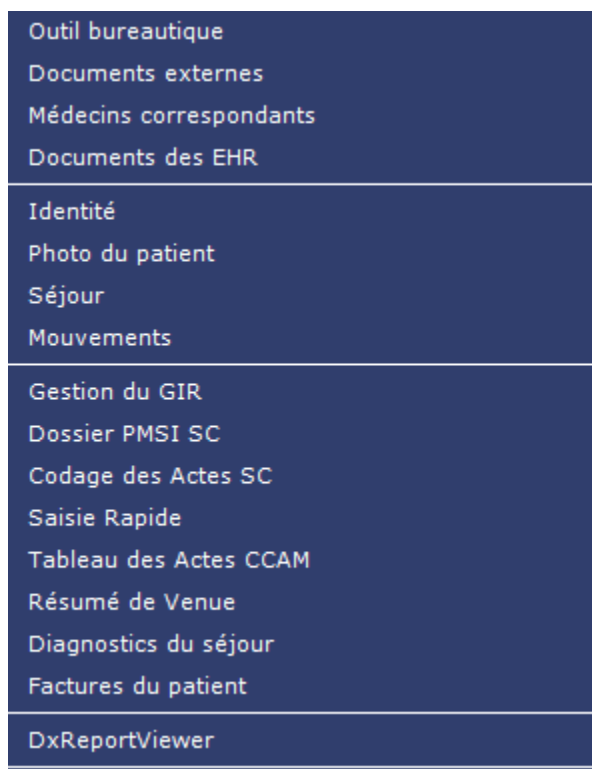 Outil bureautique
Documents externes
Médecins correspondants
Documents des EHR
Identité
Photo du patient
Séjour
Mouvements
Gestion du GIR
Dossier PMSI SC
Codage des Actes SC
Saisie Rapide
Tableau des Actes CCAM
Résumé de Venue
Diagnostics du séjour
Factures du patient
DxReportViewer